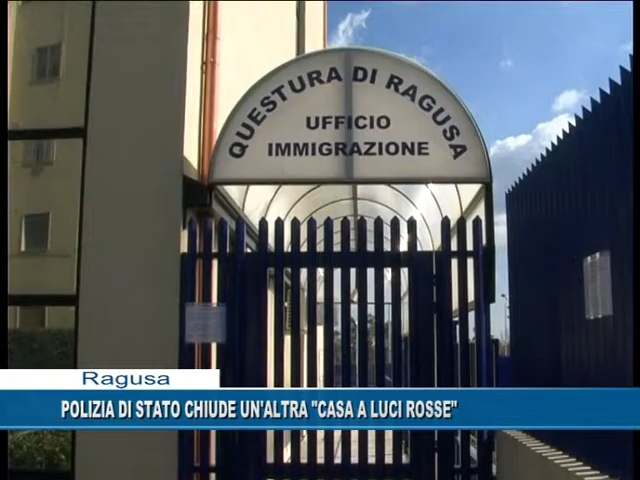 QUESTURA DI RAGUSA
UFFICIO
IMMIGRAZIONE
Ragusa
POLIZIA DI STATO CHIUDE UN'ALTRA "CASA A LUCI ROSSE"